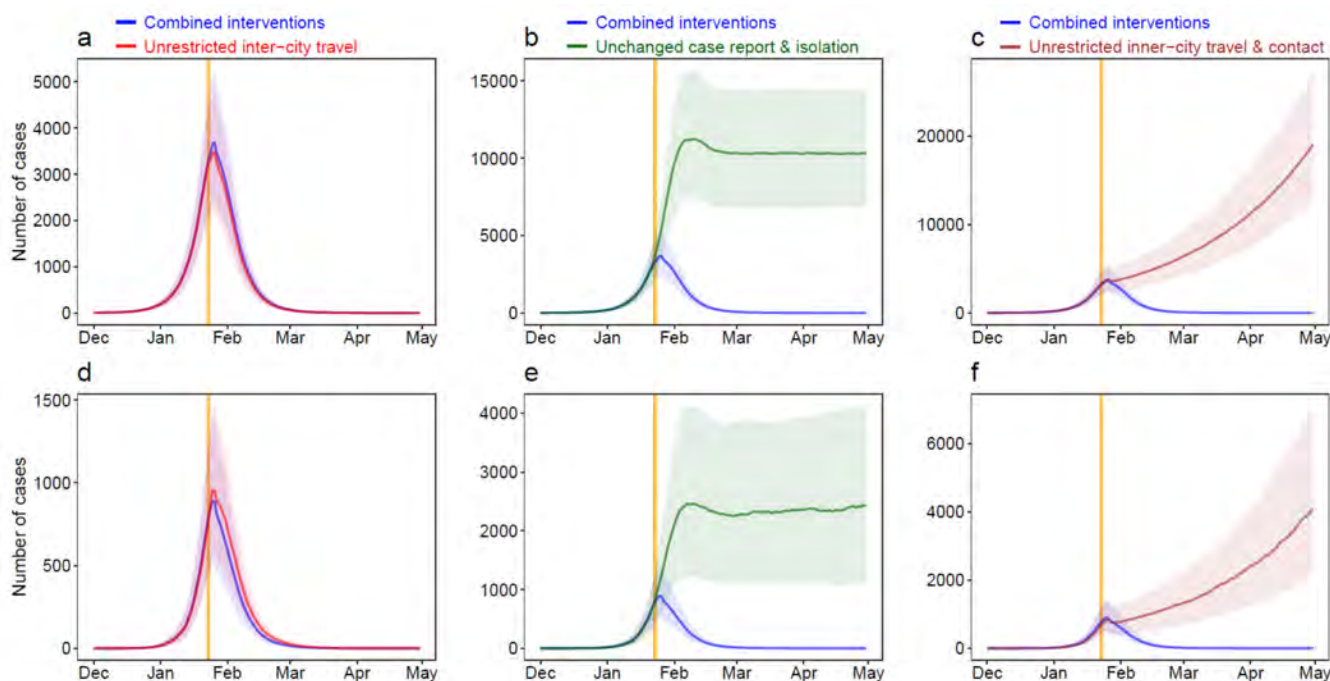 Combined interventions
Unrestricted inter-city travel
Combined interventions
Unchanged case report & isolation
Combined interventions
Unrestricted inner-city travel & contact
a
b
c
Number of cases
5000
4000
3000
2000
1000
0
Dec Jan Feb Mar Apr May
15000
10000
5000
0
Dec Jan Feb Mar Apr May
20000
10000
0
Dec Jan Feb Mar Apr May
d
e
f
Number of cases
1500
1000
500
0
Dec Jan Feb Mar Apr May
4000
3000
2000
1000
0
Dec Jan Feb Mar Apr May
6000
4000
2000
0
Dec Jan Feb Mar Apr May